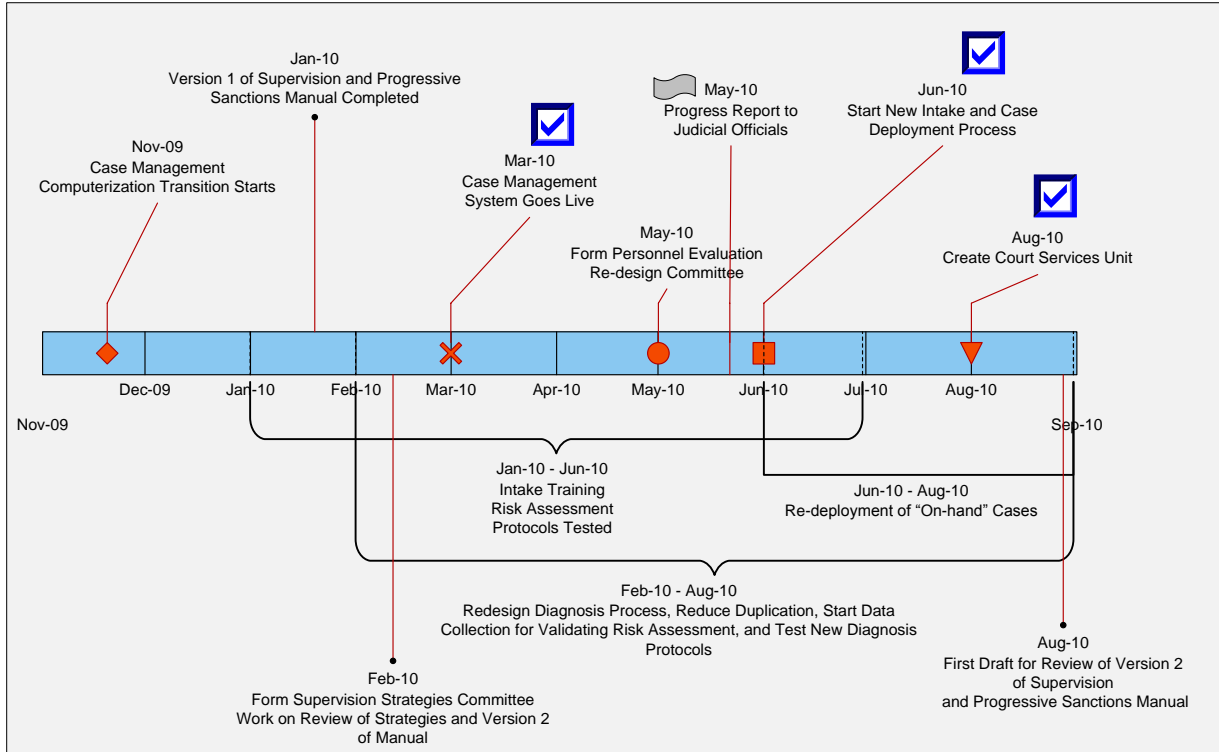 Jan-10
Version 1 of Supervision and Progressive
Sanctions Manual Completed
Nov-09
Case Management
Computerization Transition Starts
Mar-10
Case Management
System Goes Live
May-10
Progress Report to
Judicial Officials
May-10
Form Personnel Evaluation
Re-design Committee
Jun-10
Start New Intake and Case
Deployment Process
Aug-10
Create Court Services Unit
Nov-09
Dec-09
Jan-10
Feb-10
Mar-10
Apr-10
May-10
Jun-10
Jul-10
Aug-10
Sep-10
Jan-10 - Jun-10
Intake Training
Risk Assessment
Protocols Tested
Jun-10 - Aug-10
Re-deployment of “On-hand” Cases
Feb-10 - Aug-10
Redesign Diagnosis Process, Reduce Duplication, Start Data
Collection for Validating Risk Assessment, and Test New Diagnosis
Protocols
Feb-10
Form Supervision Strategies Committee
Work on Review of Strategies and Version 2
of Manual
Aug-10
First Draft for Review of Version 2
of Supervision
and Progressive Sanctions Manual